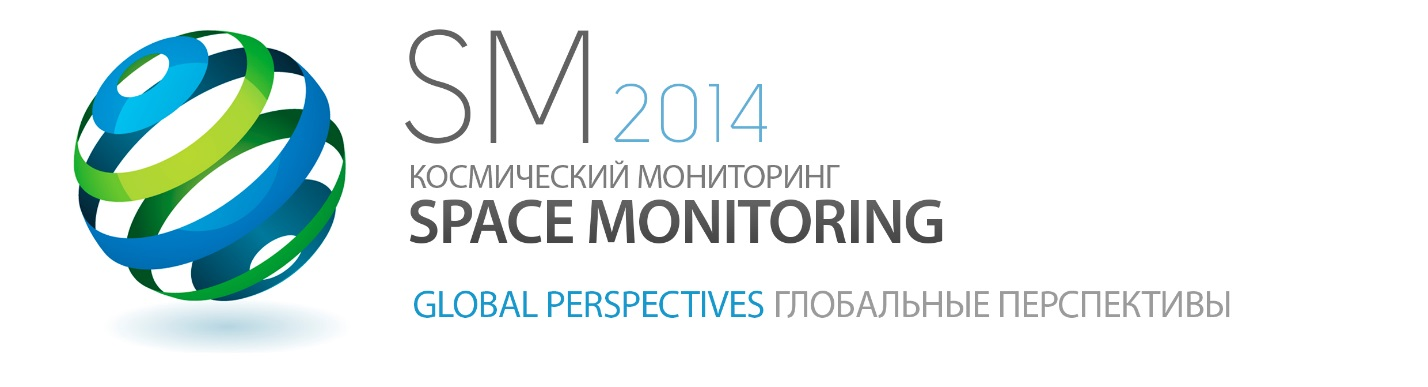 SM 2014
КОСМИЧЕСКИЙ МОНИТОРИНГ
SPACE MONITORING
GLOBAL PERSPECTIVES ГЛОБАЛЬНЫЕ ПЕРСПЕКТИВЫ